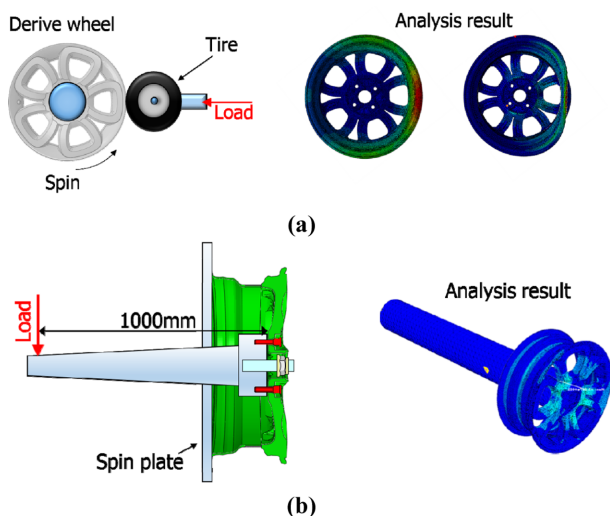 Derive wheel
Analysis result
Tire
Load
Spin
(a)
Load
1000mm
Analysis result
Spin plate
(b)